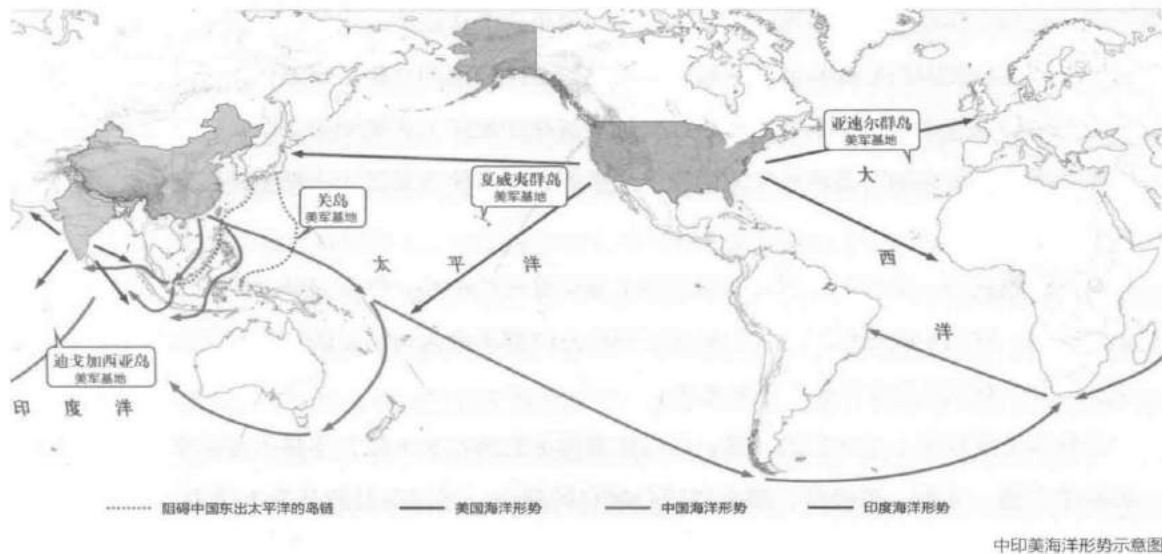 亚速尔群岛
美军基地
夏威夷群岛
美军基地
关岛
美军基地
大
西
洋
太 平 洋
迪戈加西亚岛
美军基地
印 度 洋
阻碍中国东出太平洋的岛链
美国海洋形势
中国海洋形势
印度海洋形势
中印美海洋形势示意图